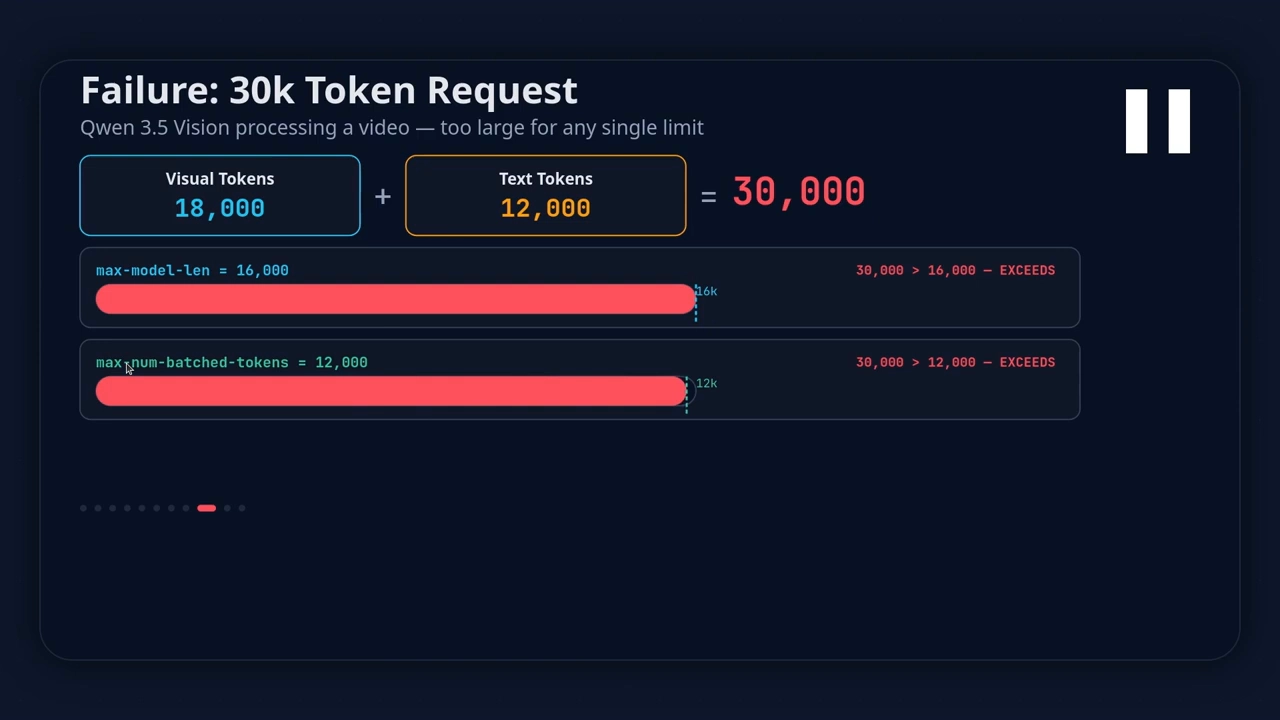 Failure: 30k Token Request
Qwen 3.5 Vision processing a video — too large for any single limit
Visual Tokens
18,000
+
Text Tokens
12,000
= 30,000
max-model-len = 16,000
30,000 > 16,000 — EXCEEDS
16k
max-num-batched-tokens = 12,000
30,000 > 12,000 — EXCEEDS
12k